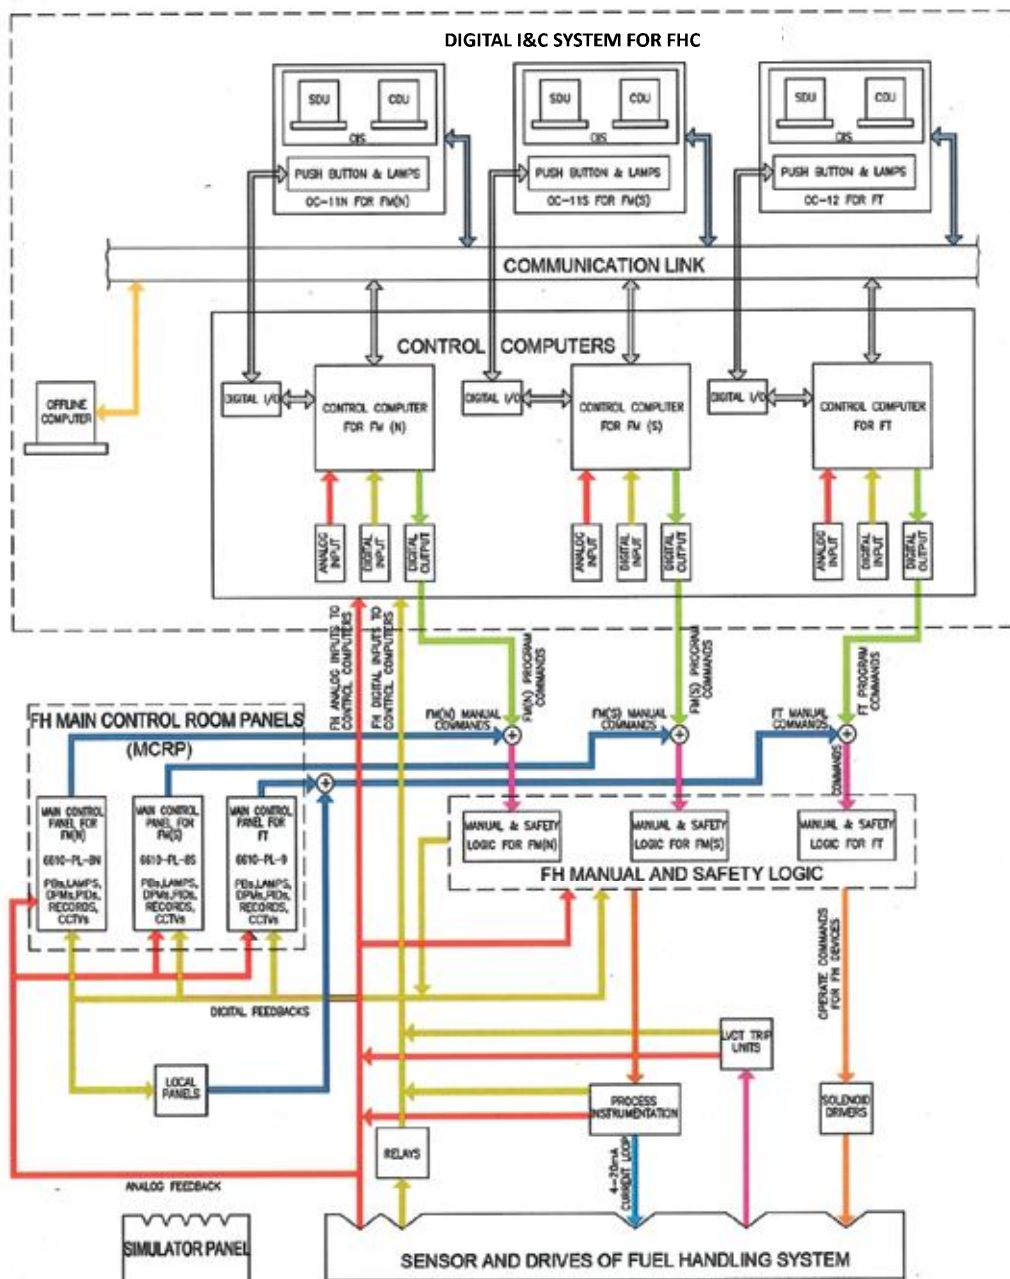 DIGITAL I&C SYSTEM FOR FHC
SDU
CDU
OIS
PUSH BUTTON & LAMPS
OC-11N FOR FM(N)
SDU
CDU
OIS
PUSH BUTTON & LAMPS
OC-11S FOR FM(S)
SDU
CDU
OIS
PUSH BUTTON & LAMPS
OC-12 FOR FT
COMMUNICATION LINK
CONTROL COMPUTERS
OFFLINE
COMPUTER
DIGITAL I/O
CONTROL COMPUTER
FOR FM (N)
DIGITAL I/O
CONTROL COMPUTER
FOR FM (S)
DIGITAL I/O
CONTROL COMPUTER
FOR FT
ANALOG
INPUT
DIGITAL
INPUT
DIGITAL
OUTPUT
ANALOG
INPUT
DIGITAL
INPUT
DIGITAL
OUTPUT
ANALOG
INPUT
DIGITAL
INPUT
DIGITAL
OUTPUT
FH ANALOG INPUTS TO
CONTROL COMPUTERS
FH DIGITAL INPUTS TO
CONTROL COMPUTERS
FM(N) PROGRAM
COMMANDS
FM(S) PROGRAM
COMMANDS
FT PROGRAM
COMMANDS
FH MAIN CONTROL ROOM PANELS
(MCRP)
FM(N) MANUAL
COMMANDS
FM(S) MANUAL
COMMANDS
FT MANUAL
COMMANDS
COMMANDS
MAIN CONTROL
PANEL FOR
FM(N)
6610-PL-8N
PBs,LAMPS,
DPMs,PIDs,
RECORDS,
CCTVs
MAIN CONTROL
PANEL FOR
FM(S)
6610-PL-8S
PBs,LAMPS,
DPMs,PIDs,
RECORDS,
CCTVs
MAIN CONTROL
PANEL FOR
FT
6610-PL-9
PBs,LAMPS,
DPMs,PIDs,
RECORDS,
CCTVs
MANUAL & SAFETY
LOGIC FOR FM(N)
MANUAL & SAFETY
LOGIC FOR FM(S)
MANUAL & SAFETY
LOGIC FOR FT
FH MANUAL AND SAFETY LOGIC
OPERATE COMMANDS
FOR FH DEVICES
DIGITAL FEEDBACKS
LVDT TRIP
UNITS
LOCAL
PANELS
PROCESS
INSTRUMENTATION
SOLENOID
DRIVERS
RELAYS
4-20mA
CURRENT LOOP
ANALOG FEEDBACK
SIMULATOR PANEL
SENSOR AND DRIVES OF FUEL HANDLING SYSTEM